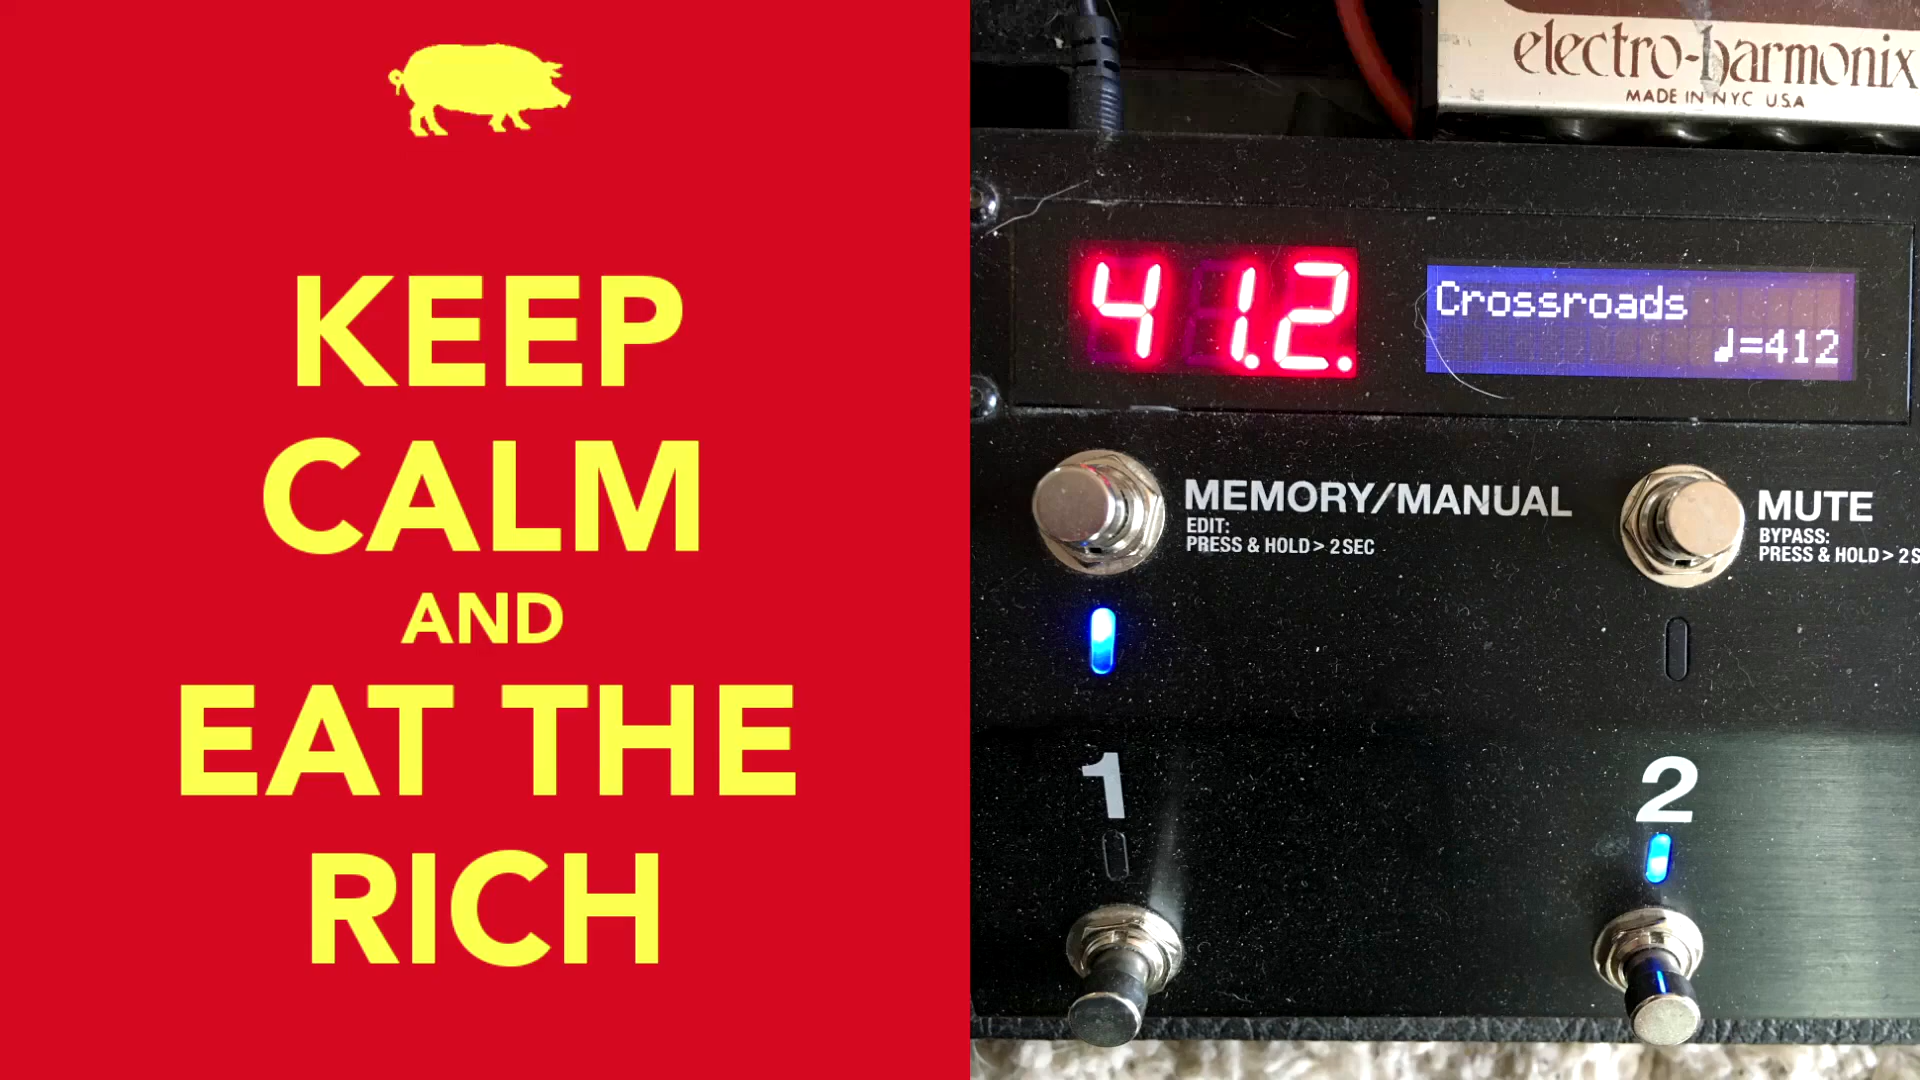 KEEP
CALM
AND
EAT THE
RICH
electro-harmonix
MADE IN NYC USA
41.2.
Crossroads
♩=412
MEMORY/MANUAL
EDIT:
PRESS & HOLD > 2 SEC
MUTE
BYPASS:
PRESS & HOLD > 2 S
1
2